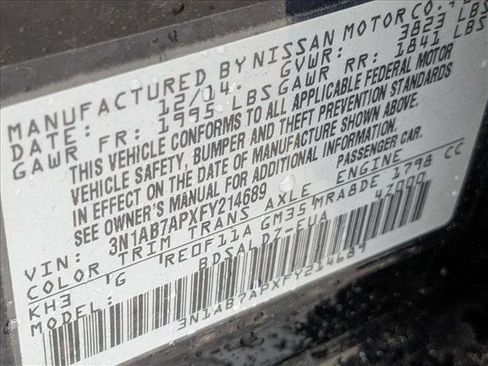 MANUFACTURED BY NISSAN MOTOR CO.
DATE: 12/14 GVWR: 3823 LBS
GAWR FR: 1995 LBS GAWR RR: 1841 LBS
THIS VEHICLE CONFORMS TO ALL APPLICABLE FEDERAL MOTOR
VEHICLE SAFETY, BUMPER AND THEFT PREVENTION STANDARDS
IN EFFECT ON THE DATE OF MANUFACTURE SHOWN ABOVE.
SEE OWNER'S MANUAL FOR ADDITIONAL INFORMATION.
VIN: 3N1AB7APXFY214689 PASSENGER CAR
COLOR TRIM TRANS AXLE ENGINE
KH3 G RE0F11A GM35 MRA8DE 1798 CC
MODEL: BDSALD7-EUA 47000
3N1AB7APXFY214689